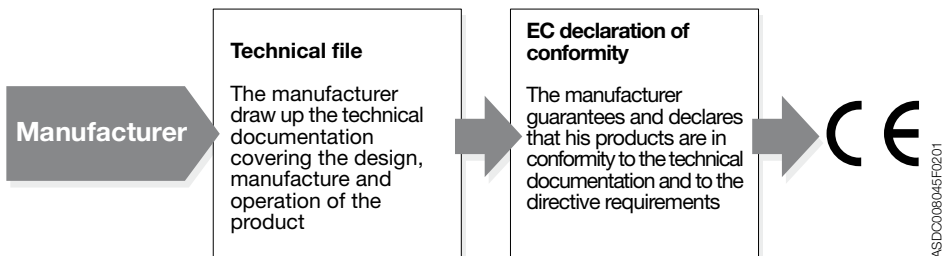 Manufacturer
Technical file
The manufacturer
draw up the technical
documentation
covering the design,
manufacture and
operation of the
product
EC declaration of
conformity
The manufacturer
guarantees and declares
that his products are in
conformity to the technical
documentation and to the
directive requirements
CE
ASDC008045F0201